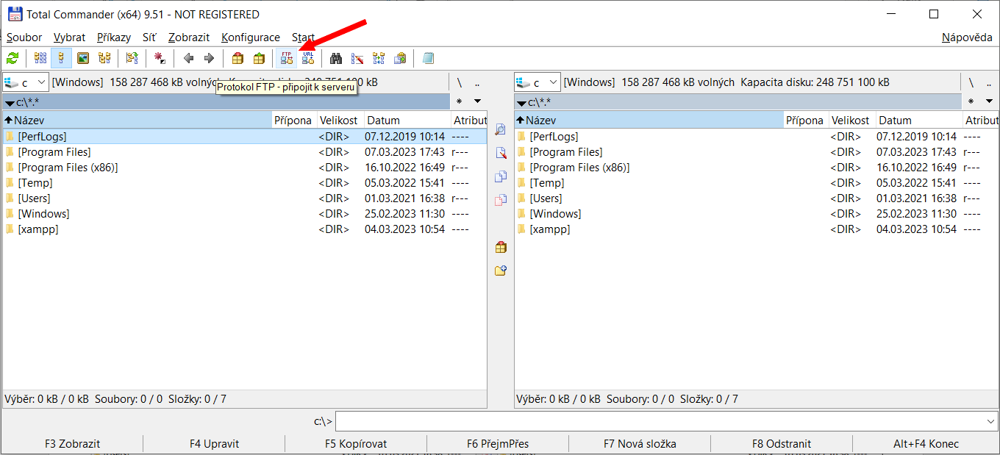 Total Commander (x64) 9.51 - NOT REGISTERED
Soubor Vybrat Příkazy Síť Zobrazit Konfigurace Start Nápověda
FTP URL
c [Windows] 158 287 468 kB volných Kapacita disku: 248 751 100 kB \ ..
Protokol FTP - připojit k serveru
c:\*.* * 
Název Přípona Velikost Datum Atribut
[PerfLogs] <DIR> 07.12.2019 10:14 ----
[Program Files] <DIR> 07.03.2023 17:43 r---
[Program Files (x86)] <DIR> 16.10.2022 16:49 r---
[Temp] <DIR> 05.03.2022 15:41 ----
[Users] <DIR> 01.03.2021 16:38 r---
[Windows] <DIR> 25.02.2023 11:30 ----
[xampp] <DIR> 04.03.2023 10:54 ----
Výběr: 0 kB / 0 kB Soubory: 0 / 0 Složky: 0 / 7
c [Windows] 158 287 468 kB volných Kapacita disku: 248 751 100 kB \ ..
c:\*.* *
Název Přípona Velikost Datum Atribut
[PerfLogs] <DIR> 07.12.2019 10:14 ----
[Program Files] <DIR> 07.03.2023 17:43 r---
[Program Files (x86)] <DIR> 16.10.2022 16:49 r---
[Temp] <DIR> 05.03.2022 15:41 ----
[Users] <DIR> 01.03.2021 16:38 r---
[Windows] <DIR> 25.02.2023 11:30 ----
[xampp] <DIR> 04.03.2023 10:54 ----
Výběr: 0 kB / 0 kB Soubory: 0 / 0 Složky: 0 / 7
c:\>
F3 Zobrazit F4 Upravit F5 Kopírovat F6 PřejmPřes F7 Nová složka F8 Odstranit Alt+F4 Konec